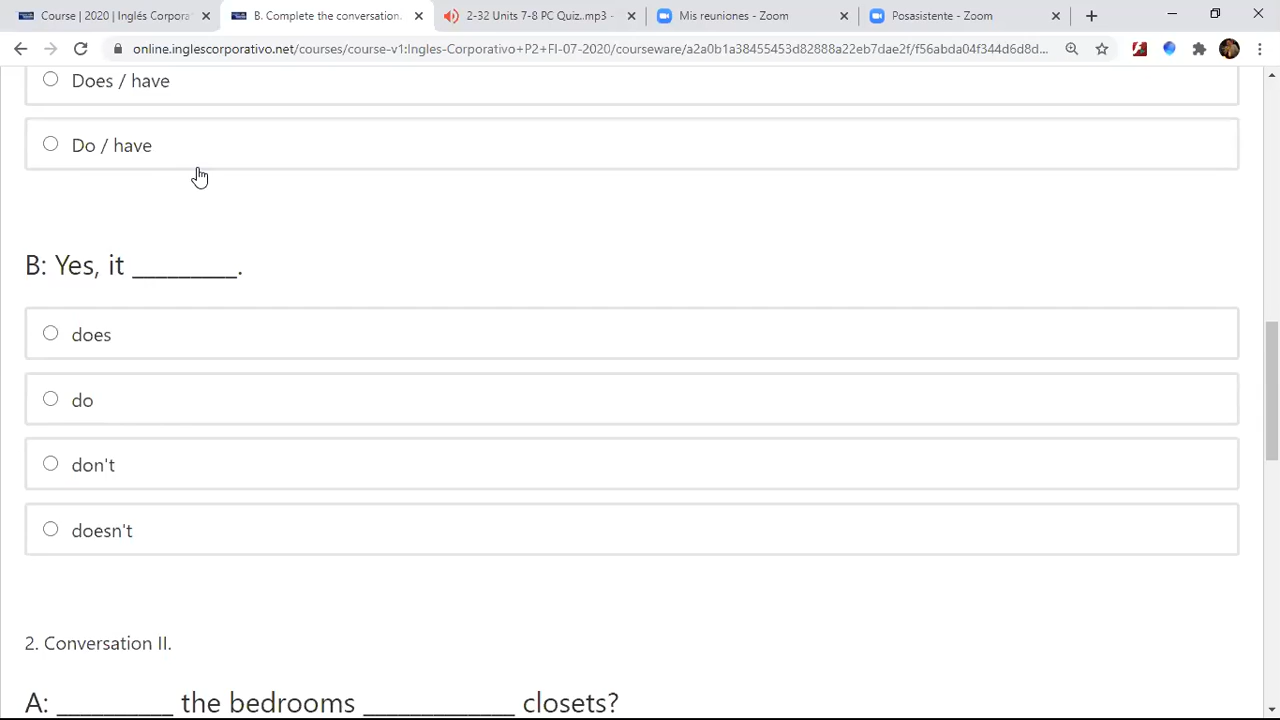 Course | 2020 | Inglés Corpora
B. Complete the conversation.
2-32 Units 7-8 PC Quiz..mp3 -
Mis reuniones - Zoom
Posasistente - Zoom
online.inglescorporativo.net/courses/course-v1:Ingles-Corporativo+P2+FI-07-2020/courseware/a2a0b1a38455453d82888a22eb7dae2f/f56abda04f344d6d8d...
Does / have
Do / have
B: Yes, it _________.
does
do
don't
doesn't
2. Conversation II.
A: _________ the bedrooms ____________ closets?